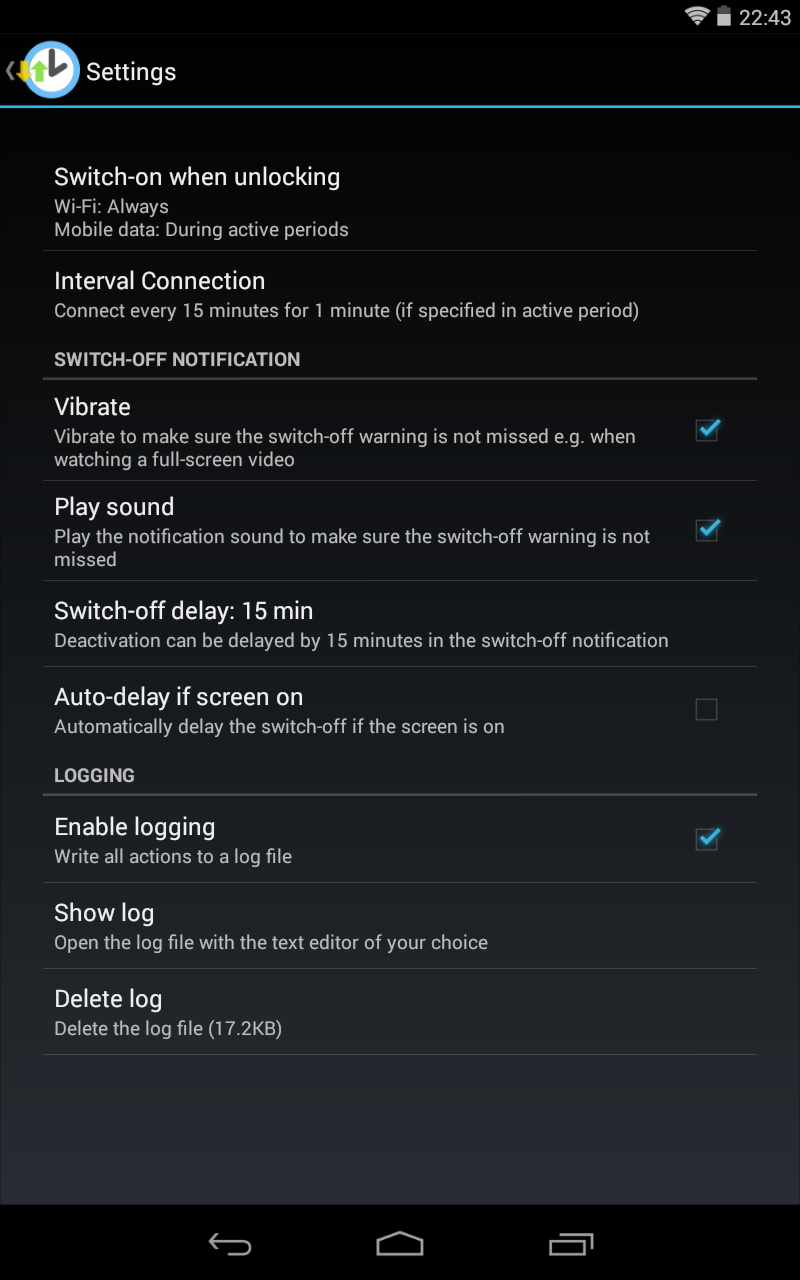 22:43
Settings
Switch-on when unlocking
Wi-Fi: Always
Mobile data: During active periods
Interval Connection
Connect every 15 minutes for 1 minute (if specified in active period)
SWITCH-OFF NOTIFICATION
Vibrate
Vibrate to make sure the switch-off warning is not missed e.g. when
watching a full-screen video
Play sound
Play the notification sound to make sure the switch-off warning is not
missed
Switch-off delay: 15 min
Deactivation can be delayed by 15 minutes in the switch-off notification
Auto-delay if screen on
Automatically delay the switch-off if the screen is on
LOGGING
Enable logging
Write all actions to a log file
Show log
Open the log file with the text editor of your choice
Delete log
Delete the log file (17.2KB)